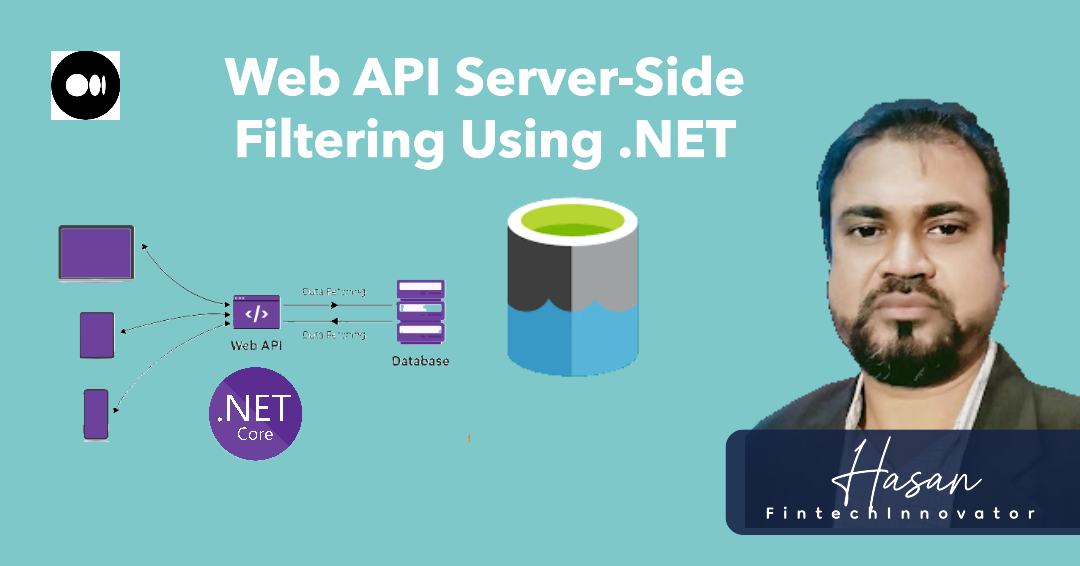 Web API Server-Side
Filtering Using .NET
Data Fetching
</>
Web API
Data Fetching
Database
.NET
Core
Hasan
FintechInnovator